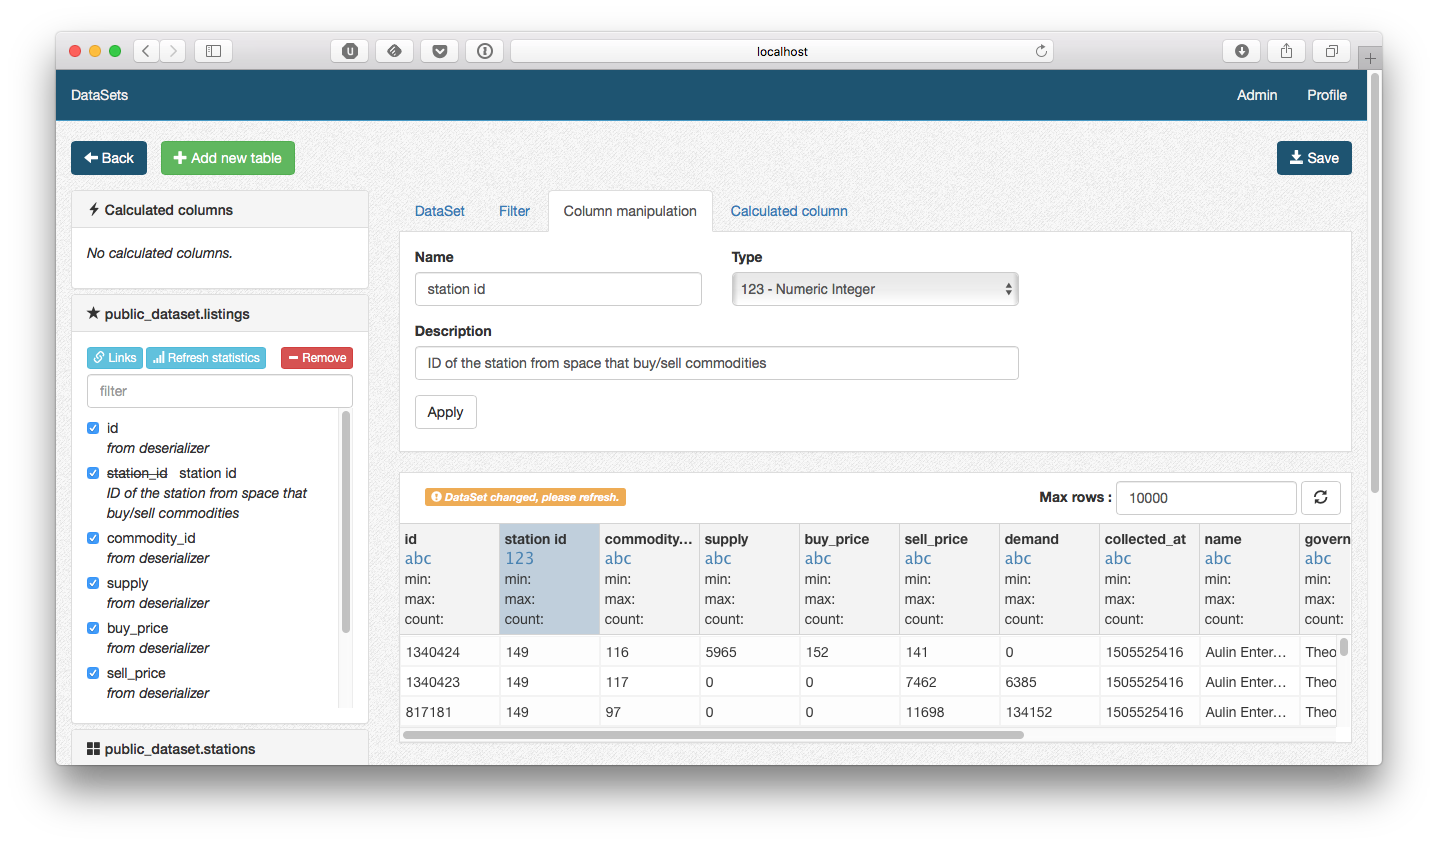 localhost
DataSets Admin Profile
Back Add new table Save
Calculated columns
No calculated columns.
public_dataset.listings
Links Refresh statistics Remove
filter
id
from deserializer
station_id station id
ID of the station from space that
buy/sell commodities
commodity_id
from deserializer
supply
from deserializer
buy_price
from deserializer
sell_price
from deserializer
public_dataset.stations
DataSet Filter Column manipulation Calculated column
Name Type
station id 123 - Numeric Integer
Description
ID of the station from space that buy/sell commodities
Apply
DataSet changed, please refresh. Max rows : 10000
id station id commodity... supply buy_price sell_price demand collected_at name govern
abc 123 abc abc abc abc abc abc abc abc
min: min: min: min: min: min: min: min: min: min:
max: max: max: max: max: max: max: max: max: max:
count: count: count: count: count: count: count: count: count: count:
1340424 149 116 5965 152 141 0 1505525416 Aulin Enter... Theo
1340423 149 117 0 0 7462 6385 1505525416 Aulin Enter... Theo
817181 149 97 0 0 11698 134152 1505525416 Aulin Enter... Theo